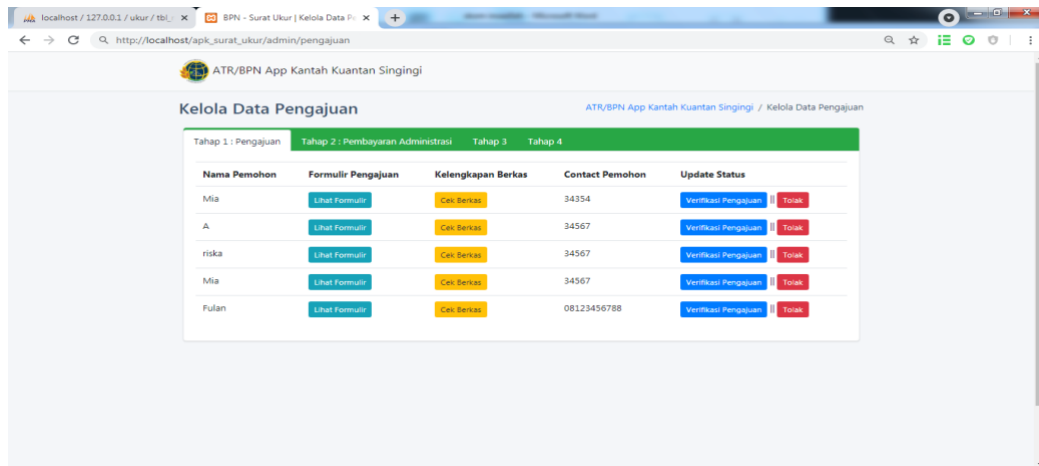 localhost / 127.0.0.1 / ukur / tbl_
BPN - Surat Ukur | Kelola Data Pe
http://localhost/apk_surat_ukur/admin/pengajuan
ATR/BPN App Kantah Kuantan Singingi
Kelola Data Pengajuan
ATR/BPN App Kantah Kuantan Singingi / Kelola Data Pengajuan
Tahap 1 : Pengajuan Tahap 2 : Pembayaran Administrasi Tahap 3 Tahap 4
Nama Pemohon Formulir Pengajuan Kelengkapan Berkas Contact Pemohon Update Status
Mia Lihat Formulir Cek Berkas 34354 Verifikasi Pengajuan || Tolak
A Lihat Formulir Cek Berkas 34567 Verifikasi Pengajuan || Tolak
riska Lihat Formulir Cek Berkas 34567 Verifikasi Pengajuan || Tolak
Mia Lihat Formulir Cek Berkas 34567 Verifikasi Pengajuan || Tolak
Fulan Lihat Formulir Cek Berkas 08123456788 Verifikasi Pengajuan || Tolak